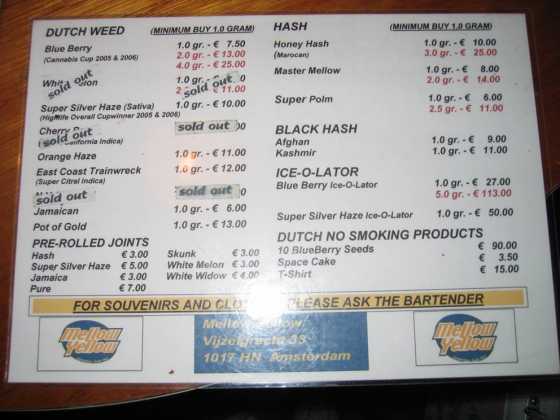 DUTCH WEED (MINIMUM BUY 1.0 GRAM)
Blue Berry 1.0 gr. - € 7.50
(Cannabis Cup 2005 & 2006) 2.0 gr. - € 13.00
4.0 gr. - € 25.00
sold out sold out
€ 11.00
Super Silver Haze (Sativa) 1.0 gr. - € 10.00
(Highlife Overall Cupwinner 2005 & 2006)
sold out sold out
Indica)
Orange Haze 1.0 gr. - € 11.00
East Coast Trainwreck 1.0 gr. - € 12.00
(Super Citral Indica)
sold out sold out
Jamaican 1.0 gr. - € 6.00
Pot of Gold 1.0 gr. - € 13.00
PRE-ROLLED JOINTS
Hash € 3.00 Skunk € 3.00
Super Silver Haze € 5.00 White Melon € 3.00
Jamaica € 3.00 White Widow € 4.00
Pure € 7.00
HASH (MINIMUM BUY 1.0 GRAM)
Honey Hash 1.0 gr. - € 10.00
(Marocan) 3.0 gr. - € 25.00
Master Mellow 1.0 gr. - € 8.00
2.0 gr. - € 14.00
Super Polm 1.0 gr. - € 6.00
2.5 gr. - € 11.00
BLACK HASH
Afghan 1.0 gr. - € 9.00
Kashmir 1.0 gr. - € 11.00
ICE-O-LATOR
Blue Berry Ice-O-Lator 1.0 gr. - € 27.00
5.0 gr. - € 113.00
Super Silver Haze Ice-O-Lator 1.0 gr. - € 50.00
DUTCH NO SMOKING PRODUCTS
10 BlueBerry Seeds € 90.00
Space Cake € 3.50
T-Shirt € 15.00
FOR SOUVENIRS AND PLEASE ASK THE BARTENDER
Mellow Yellow
Mellow Yellow
Vijzelgracht 33
1017 HN Amsterdam
Mellow Yellow